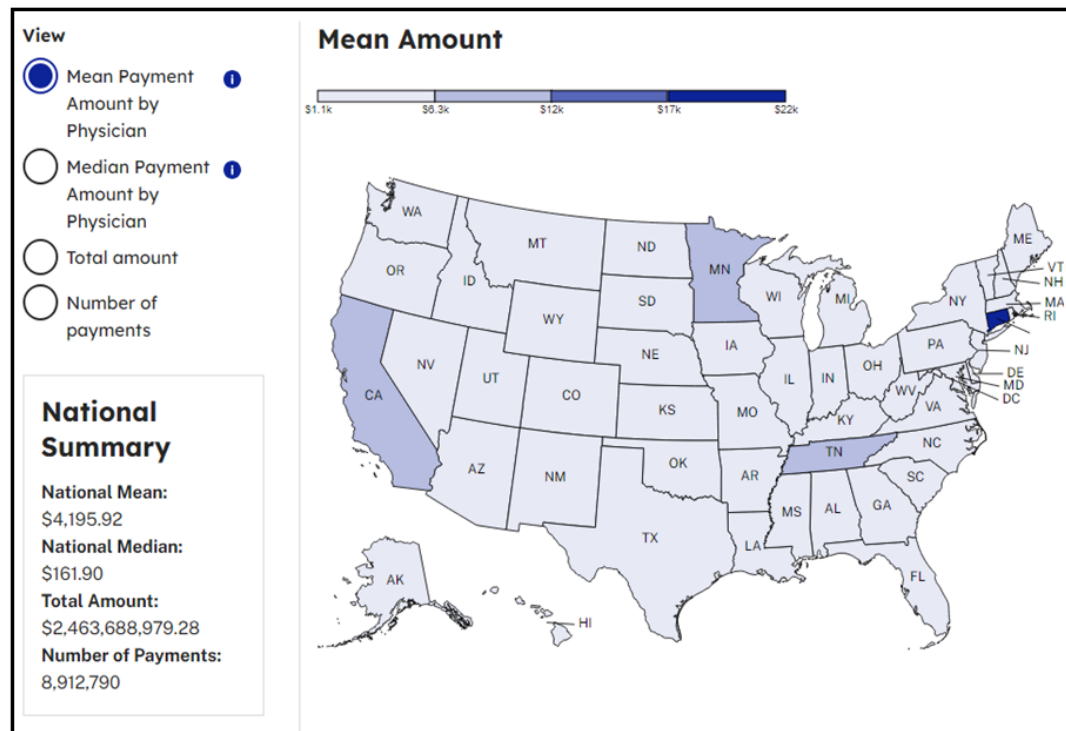 View
Mean Payment
Amount by
Physician
i
Median Payment
Amount by
Physician
i
Total amount
Number of
payments
National
Summary
National Mean:
$4,195.92
National Median:
$161.90
Total Amount:
$2,463,688,979.28
Number of Payments:
8,912,790
Mean Amount
$1.1k $6.3k $12k $17k $22k
WA
MT
ND
MN
ME
VT
NH
OR
ID
SD
WI
MI
NY
MA
RI
WY
IA
PA
NJ
NE
NV
UT
CO
IL
IN
OH
DE
MD
DC
WV
VA
CA
KS
MO
KY
AZ
NM
OK
AR
TN
NC
SC
MS
AL
GA
TX
LA
FL
AK
HI